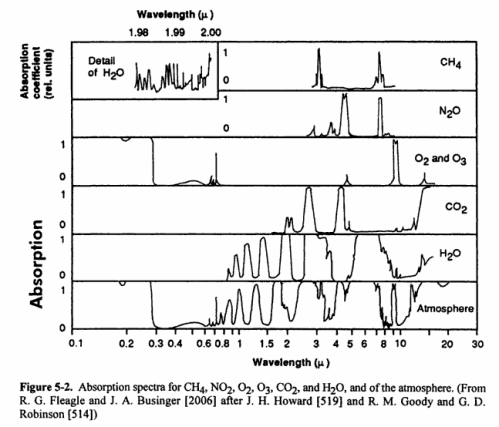 Wavelength (μ)
1.98 1.99 2.00
Absorption
coefficient
(rel. units)
Detail
of H₂O
1
0
CH₄
1
0
N₂O
1
0
O₂ and O₃
1
0
CO₂
1
0
H₂O
1
0
Atmosphere
Absorption
0.1 0.2 0.3 0.4 0.6 0.8 1 1.5 2 3 4 5 6 8 10 20 30
Wavelength (μ)
Figure 5-2. Absorption spectra for CH₄, NO₂, O₂, O₃, CO₂, and H₂O, and of the atmosphere. (From
R. G. Fleagle and J. A. Businger [2006] after J. H. Howard [519] and R. M. Goody and G. D.
Robinson [514])